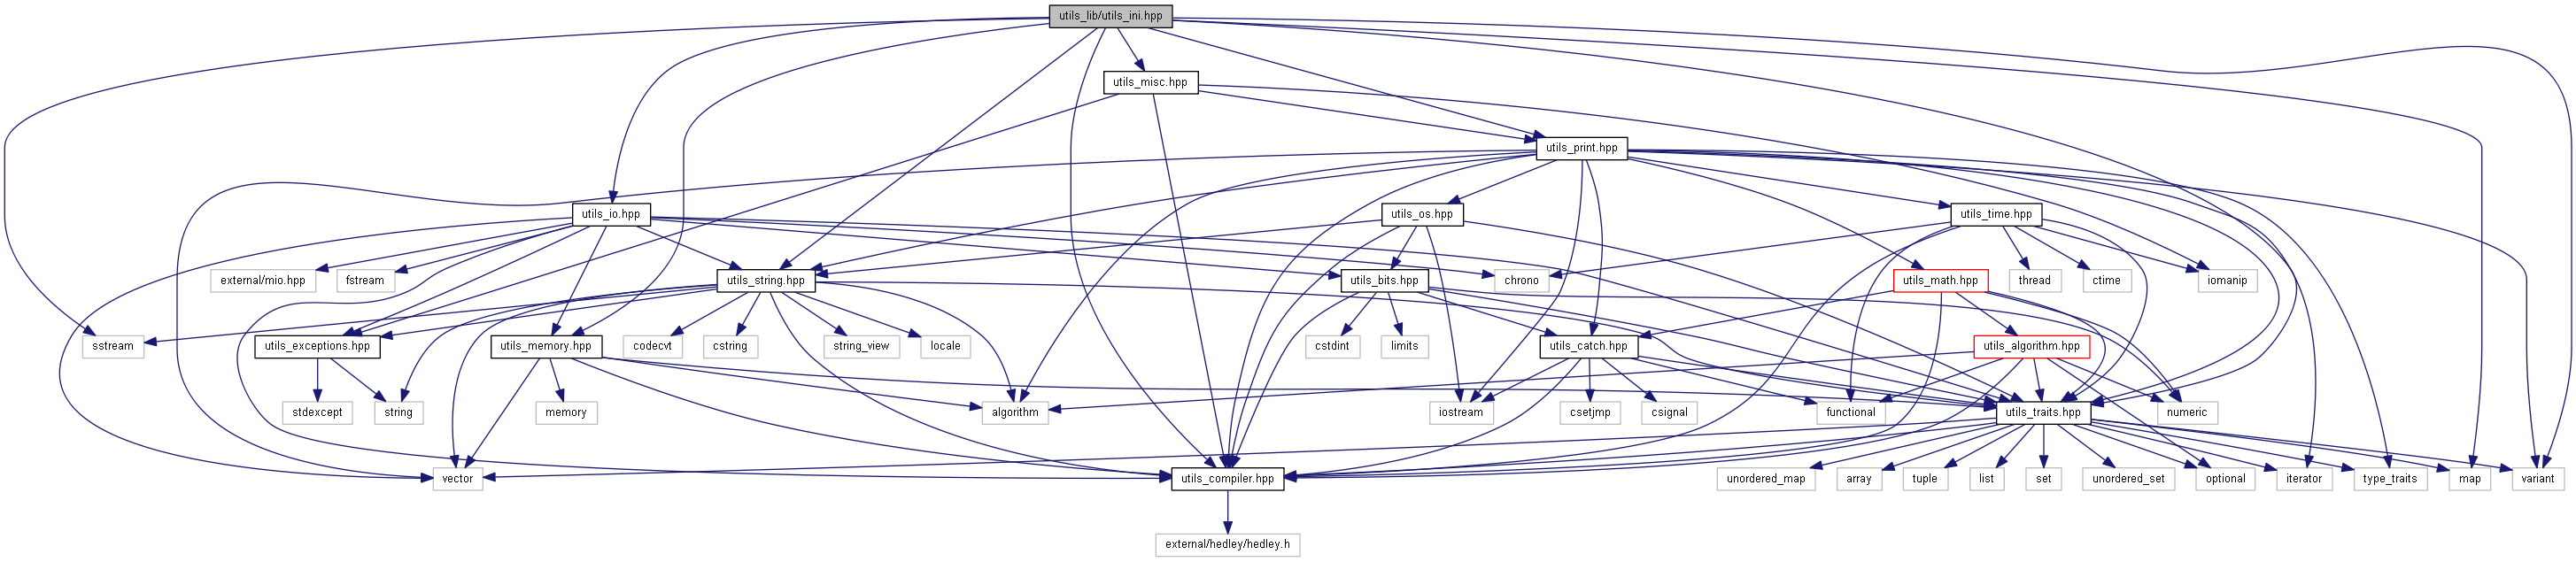 utils_lib/utils_ini.hpp
utils_misc.hpp
utils_print.hpp
utils_io.hpp
utils_os.hpp
utils_time.hpp
external/mio.hpp
fstream
utils_string.hpp
chrono
utils_bits.hpp
utils_math.hpp
thread
ctime
iomanip
sstream
utils_exceptions.hpp
utils_memory.hpp
codecvt
cstring
string_view
locale
cstdint
limits
utils_catch.hpp
utils_algorithm.hpp
stdexcept
string
memory
algorithm
iostream
csetjmp
csignal
functional
utils_traits.hpp
numeric
vector
utils_compiler.hpp
unordered_map
array
tuple
list
set
unordered_set
optional
iterator
type_traits
map
variant
external/hedley/hedley.h